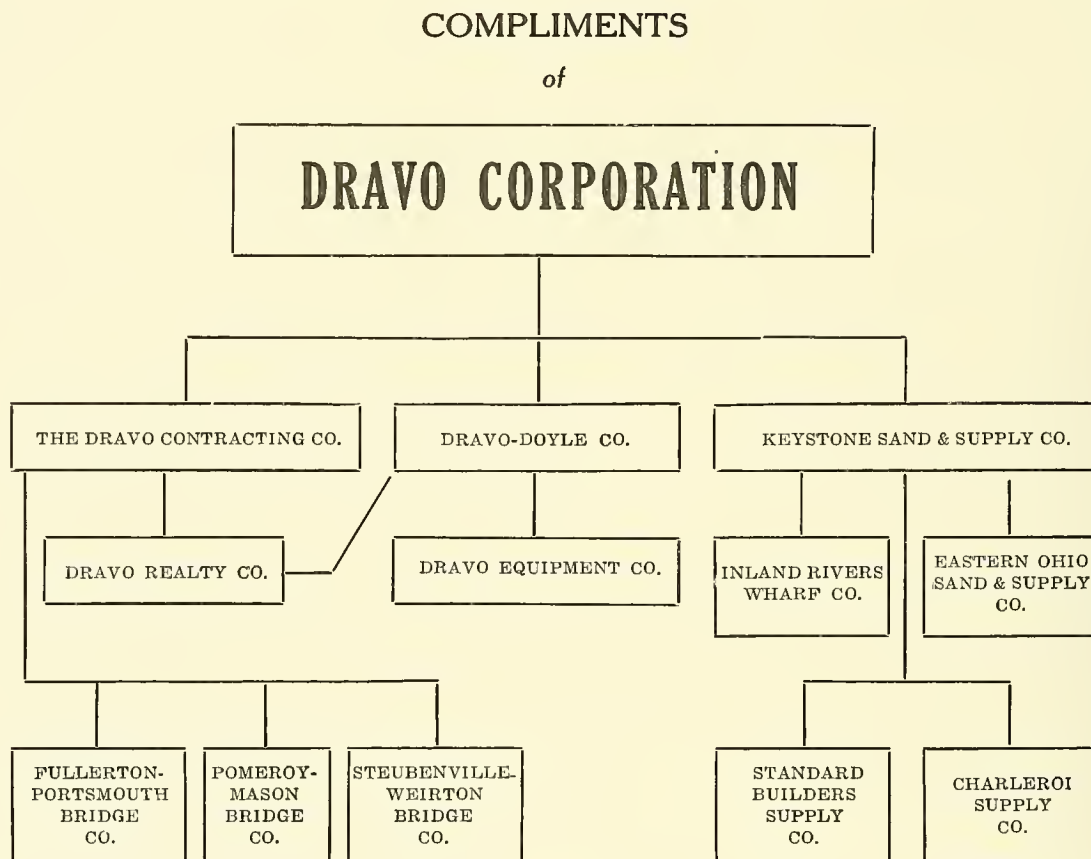 COMPLIMENTS
of
DRAVO CORPORATION
THE DRAVO CONTRACTING CO.
DRAVO-DOYLE CO.
KEYSTONE SAND & SUPPLY CO.
DRAVO REALTY CO.
DRAVO EQUIPMENT CO.
INLAND RIVERS
WHARF CO.
EASTERN OHIO
SAND & SUPPLY
CO.
FULLERTON-
PORTSMOUTH
BRIDGE
CO.
POMEROY-
MASON
BRIDGE
CO.
STEUBENVILLE-
WEIRTON
BRIDGE
CO.
STANDARD
BUILDERS
SUPPLY
CO.
CHARLEROI
SUPPLY
CO.